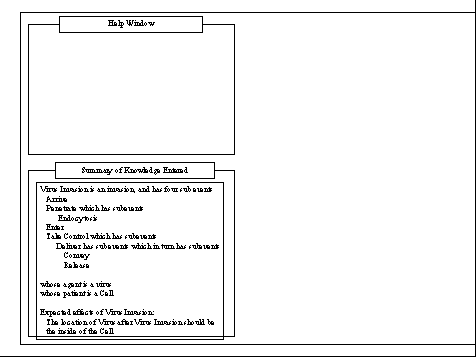 Help Window
Summary of Knowledge Entered
Virus Invasion is an invasion, and has four subevents
Arrive
Penetrate which has subevents
Endocytosis
Enter
Take Control which has subevents
Deliver has subevents which in turn has subevents
Convey
Release
whose agent is a virus
whose patient is a Cell
Expected effects of Virus Invasion:
The location of Virus after Virus Invasion should be
the inside of the Cell